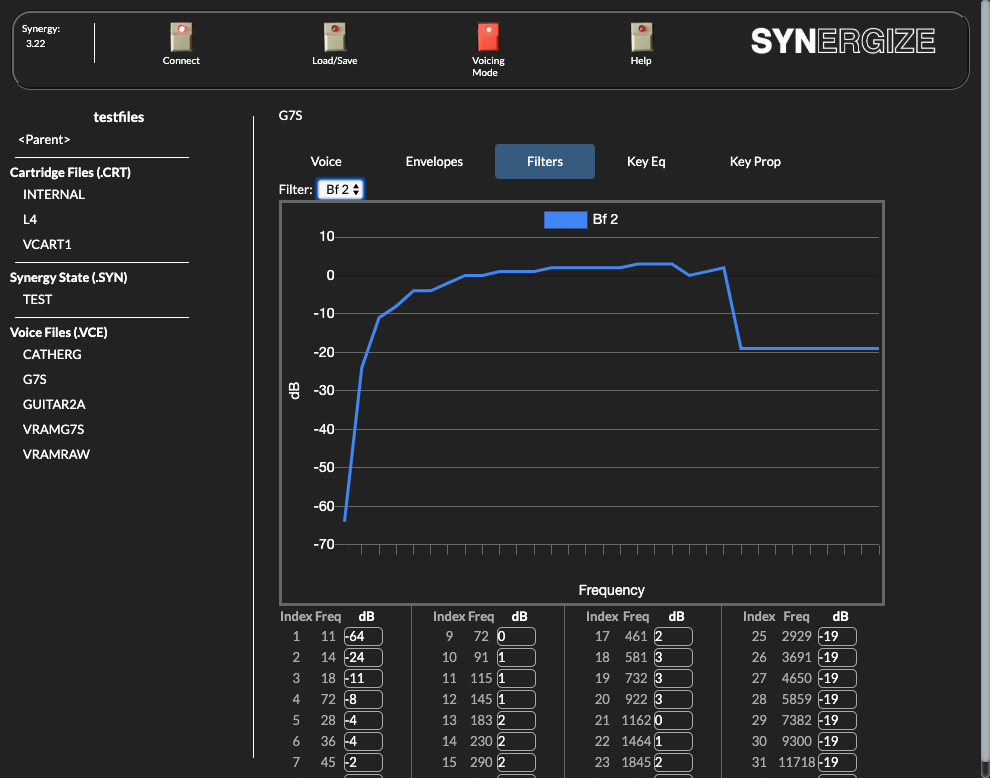 Synergy:
3.22
Connect
Load/Save
Voicing
Mode
Help
SYNERGIZE
testfiles
<Parent>
Cartridge Files (.CRT)
INTERNAL
L4
VCART1
Synergy State (.SYN)
TEST
Voice Files (.VCE)
CATHERG
G7S
GUITAR2A
VRAMG7S
VRAMRAW
G7S
Voice Envelopes Filters Key Eq Key Prop
Filter: Bf 2
Bf 2
10
0
-10
-20
-30
-40
-50
-60
-70
dB
Frequency
Index Freq dB Index Freq dB Index Freq dB Index Freq dB
1 11 -64 9 72 0 17 461 2 25 2929 -19
2 14 -24 10 91 1 18 581 3 26 3691 -19
3 18 -11 11 115 1 19 732 3 27 4650 -19
4 72 -8 12 145 1 20 922 3 28 5859 -19
5 28 -4 13 183 2 21 1162 0 29 7382 -19
6 36 -4 14 230 2 22 1464 1 30 9300 -19
7 45 -2 15 290 2 23 1845 2 31 11718 -19